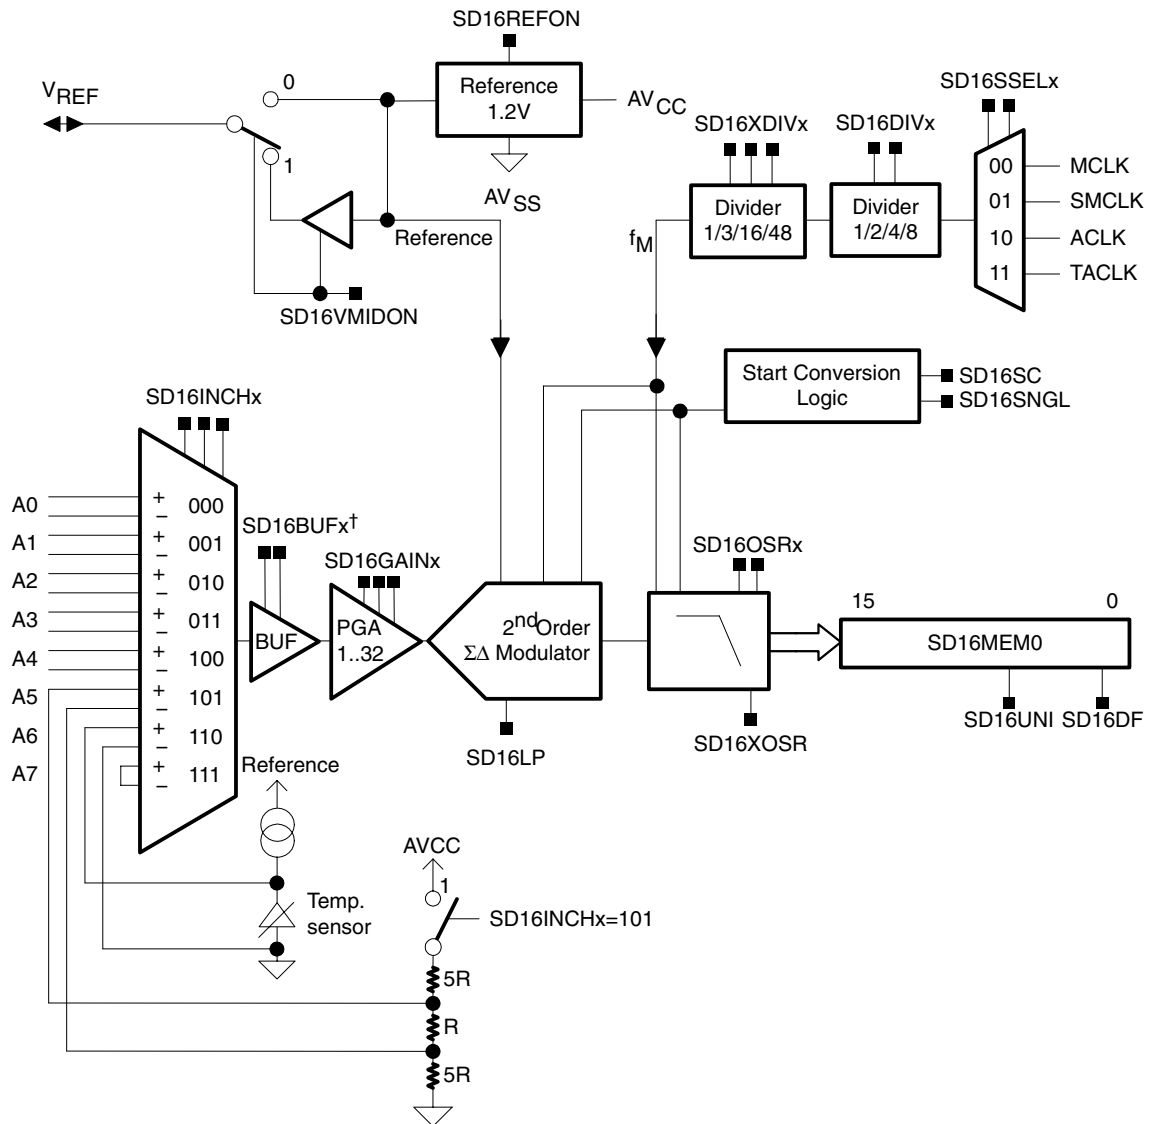 SD16REFON
VREF
0
Reference
1.2V
AVCC
1
AVSS
Reference
SD16VMIDON
SD16SSELx
SD16XDIVx
SD16DIVx
Divider
1/3/16/48
Divider
1/2/4/8
00
01
10
11
MCLK
SMCLK
ACLK
TACLK
fM
Start Conversion
Logic
SD16SC
SD16SNGL
SD16INCHx
A0
+
−
000
A1
+
−
001
A2
+
−
010
A3
+
−
011
A4
+
−
100
A5
+
−
101
A6
+
−
110
A7
+
−
111
SD16BUFx†
BUF
SD16GAINx
PGA
1..32
2nd Order
ΣΔ Modulator
SD16LP
SD16OSRx
SD16XOSR
15
0
SD16MEM0
SD16UNI
SD16DF
Reference
Temp.
sensor
AVCC
1
SD16INCHx=101
5R
R
5R